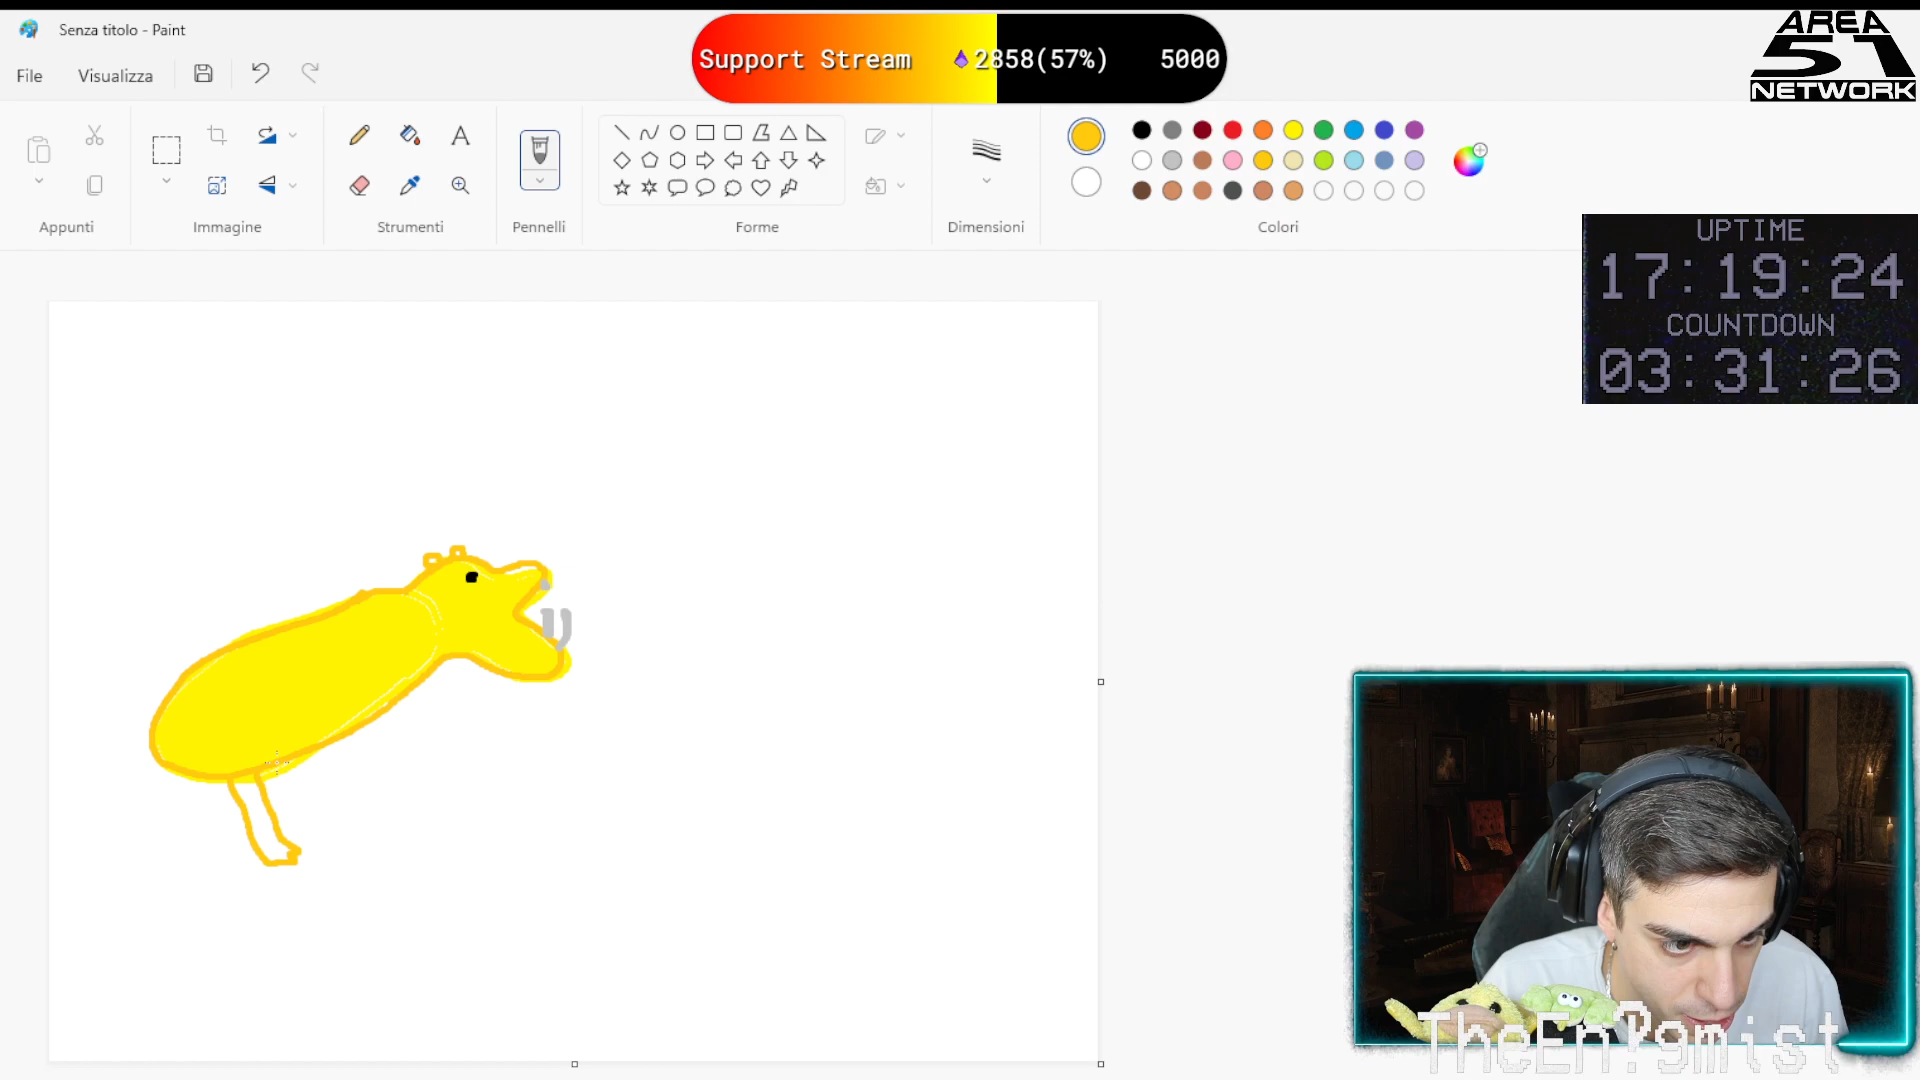 Senza titolo - Paint
File
Visualizza
Support Stream 2858(57%) 5000
AREA
51
NETWORK
Appunti
Immagine
Strumenti
Pennelli
Forme
Dimensioni
Colori
UPTIME
17:19:24
COUNTDOWN
03:31:26
TheEn?gmist